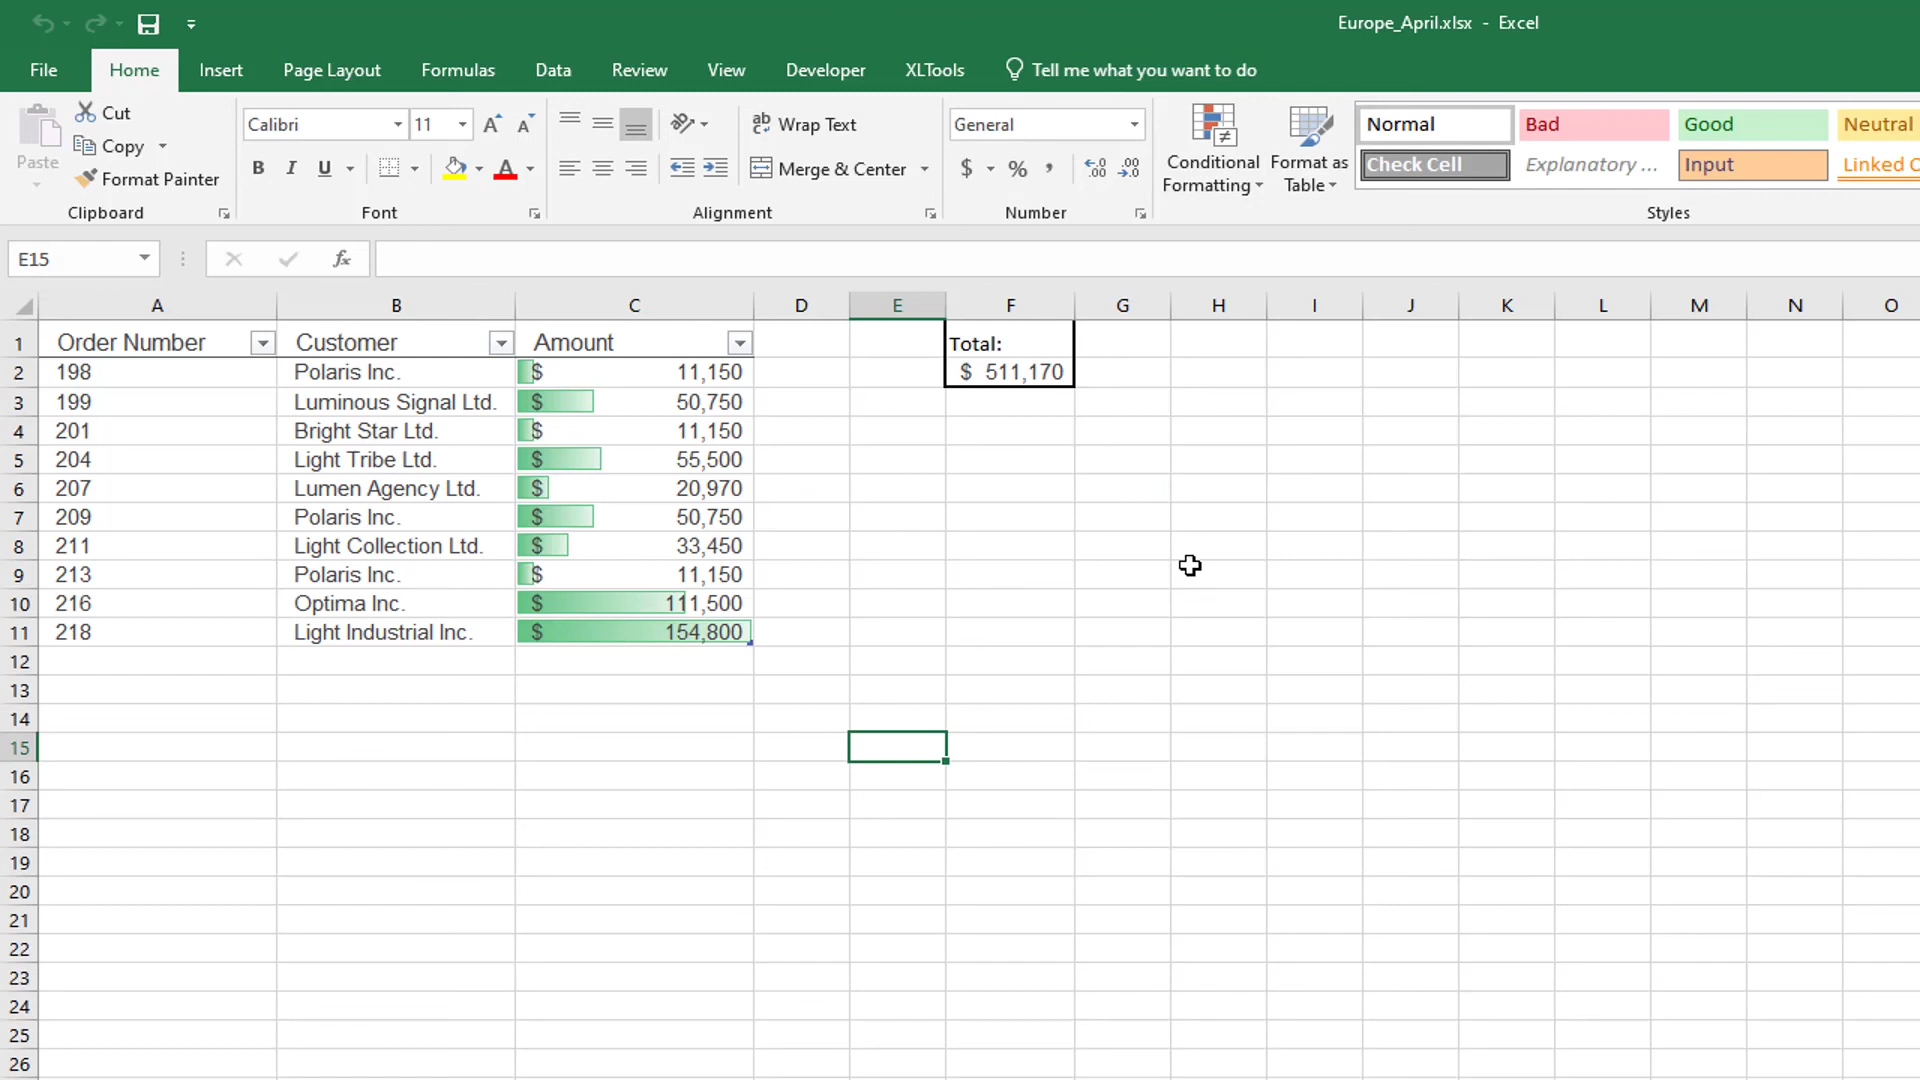 Europe_April.xlsx - Excel
File Home Insert Page Layout Formulas Data Review View Developer XLTools Tell me what you want to do
Paste
Cut
Copy
Format Painter
Clipboard
Calibri 11 A A
B I U A
Font
ab Wrap Text
Merge & Center
Alignment
General
$ % , .00
Number
Conditional Formatting
Format as Table
Normal Bad Good Neutral
Check Cell Explanatory ... Input Linked C
Styles
E15 fx
A B C D E F G H I J K L M N O
1 Order Number Customer Amount Total:
2 198 Polaris Inc. $ 11,150 $ 511,170
3 199 Luminous Signal Ltd. $ 50,750
4 201 Bright Star Ltd. $ 11,150
5 204 Light Tribe Ltd. $ 55,500
6 207 Lumen Agency Ltd. $ 20,970
7 209 Polaris Inc. $ 50,750
8 211 Light Collection Ltd. $ 33,450
9 213 Polaris Inc. $ 11,150
10 216 Optima Inc. $ 111,500
11 218 Light Industrial Inc. $ 154,800
12
13
14
15
16
17
18
19
20
21
22
23
24
25
26